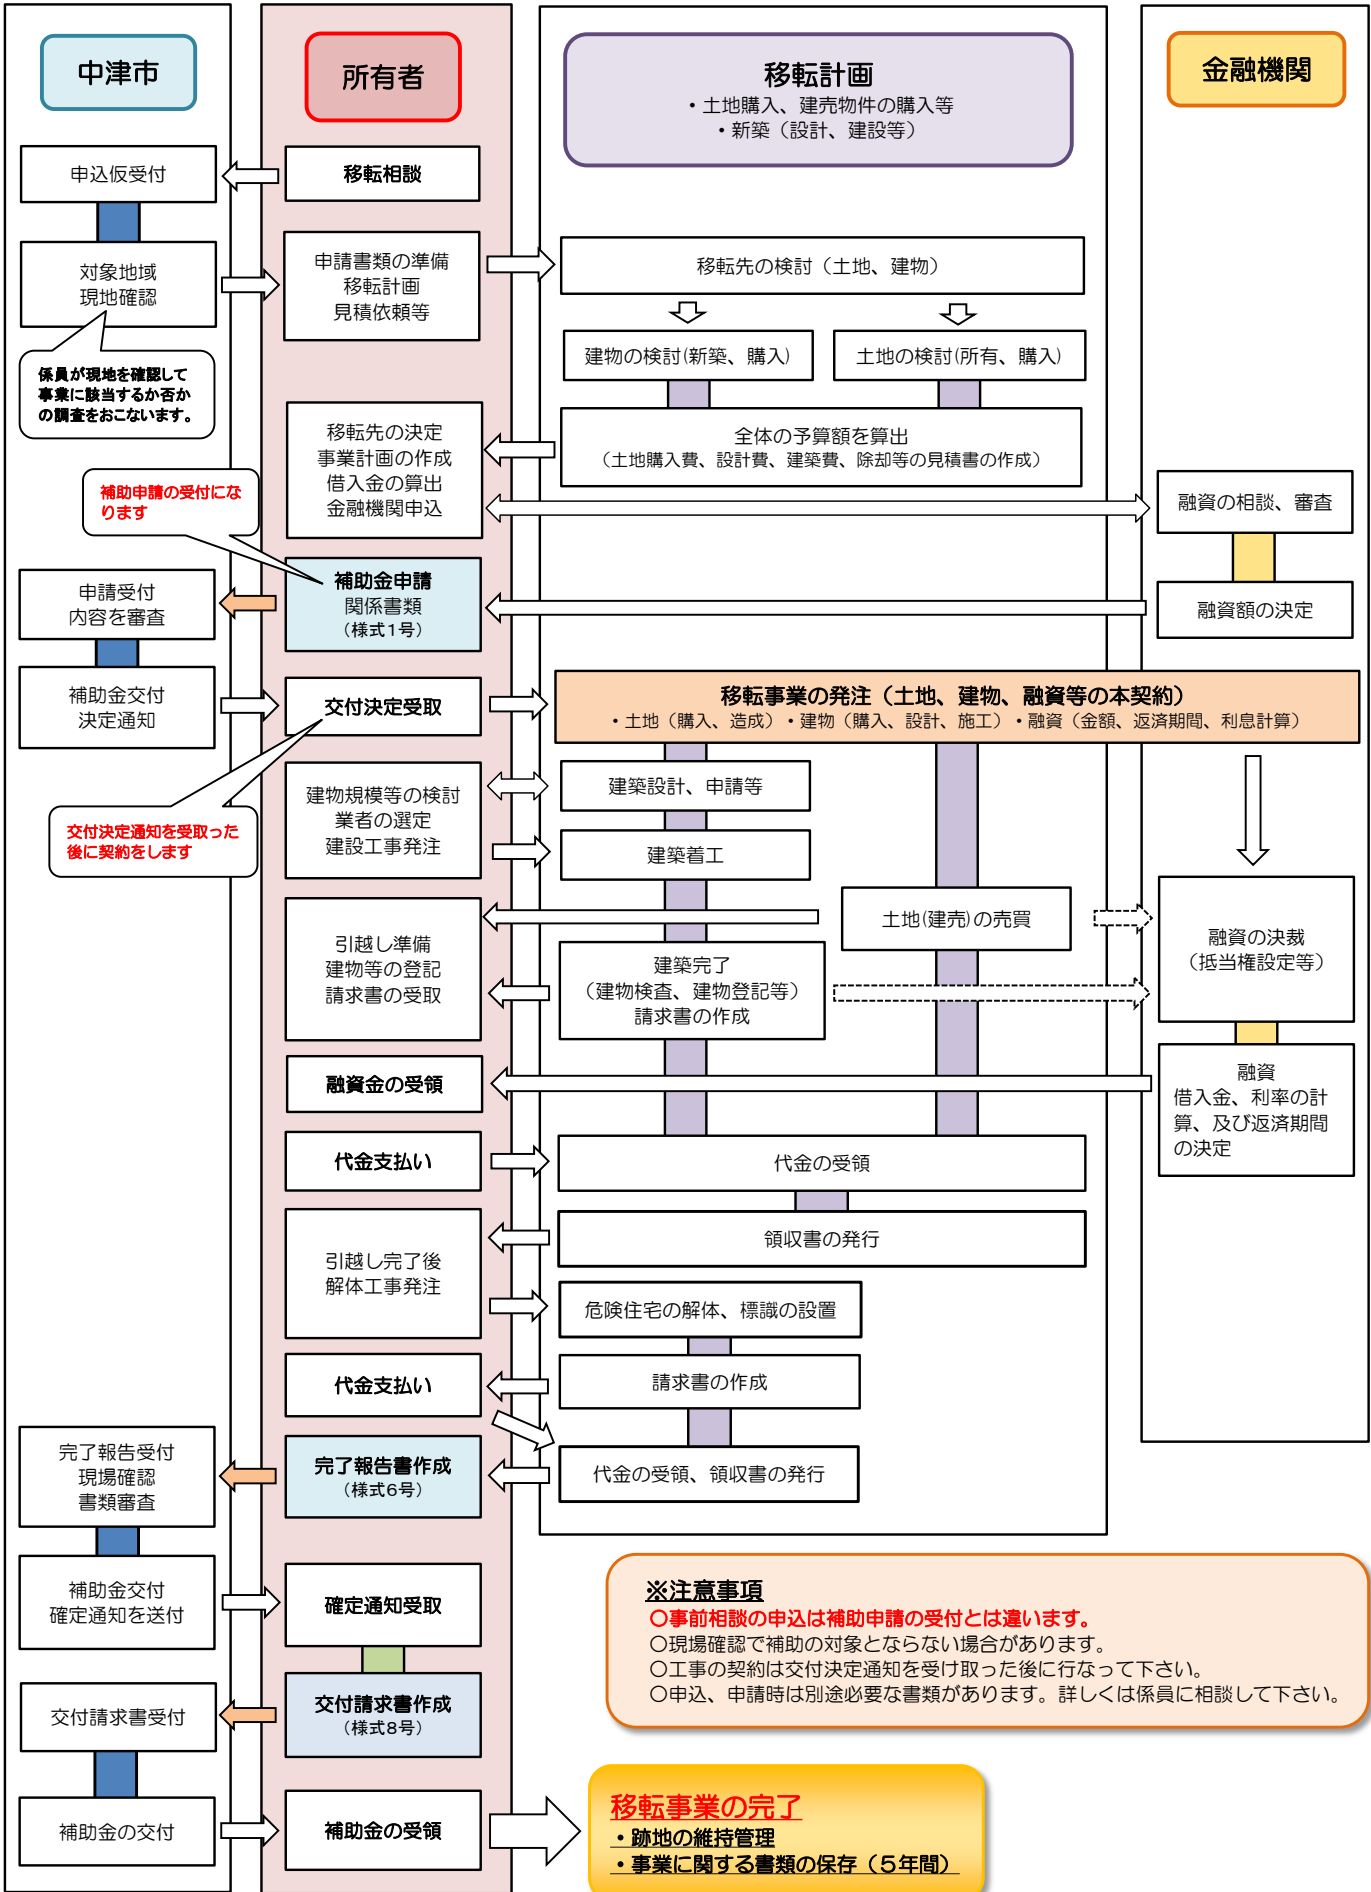 中津市
所有者
移転計画
・土地購入、建売物件の購入等
・新築（設計、建設等）
金融機関
申込仮受付
移転相談
対象地域
現地確認
申請書類の準備
移転計画
見積依頼等
移転先の検討（土地、建物）
建物の検討(新築、購入)
土地の検討(所有、購入)
係員が現地を確認して
事業に該当するか否か
の調査をおこないます。
移転先の決定
事業計画の作成
借入金の算出
金融機関申込
全体の予算額を算出
（土地購入費、設計費、建築費、除却等の見積書の作成）
補助申請の受付にな
ります
融資の相談、審査
申請受付
内容を審査
補助金申請
関係書類
（様式1号）
融資額の決定
補助金交付
決定通知
交付決定受取
移転事業の発注（土地、建物、融資等の本契約）
・土地（購入、造成）・建物（購入、設計、施工）・融資（金額、返済期間、利息計算）
建物規模等の検討
業者の選定
建設工事発注
建築設計、申請等
交付決定通知を受取った
後に契約をします
建築着工
引越し準備
建物等の登記
請求書の受取
土地(建売)の売買
建築完了
（建物検査、建物登記等）
請求書の作成
融資の決裁
（抵当権設定等）
融資金の受領
融資
借入金、利率の計
算、及び返済期間
の決定
代金支払い
代金の受領
領収書の発行
引越し完了後
解体工事発注
危険住宅の解体、標識の設置
代金支払い
請求書の作成
完了報告受付
現場確認
書類審査
完了報告書作成
（様式6号）
代金の受領、領収書の発行
補助金交付
確定通知を送付
確定通知受取
※注意事項
○事前相談の申込は補助申請の受付とは違います。
○現場確認で補助の対象とならない場合があります。
○工事の契約は交付決定通知を受け取った後に行なって下さい。
○申込、申請時は別途必要な書類があります。詳しくは係員に相談して下さい。
交付請求書受付
交付請求書作成
（様式8号）
補助金の交付
補助金の受領
移転事業の完了
・跡地の維持管理
・事業に関する書類の保存（５年間）